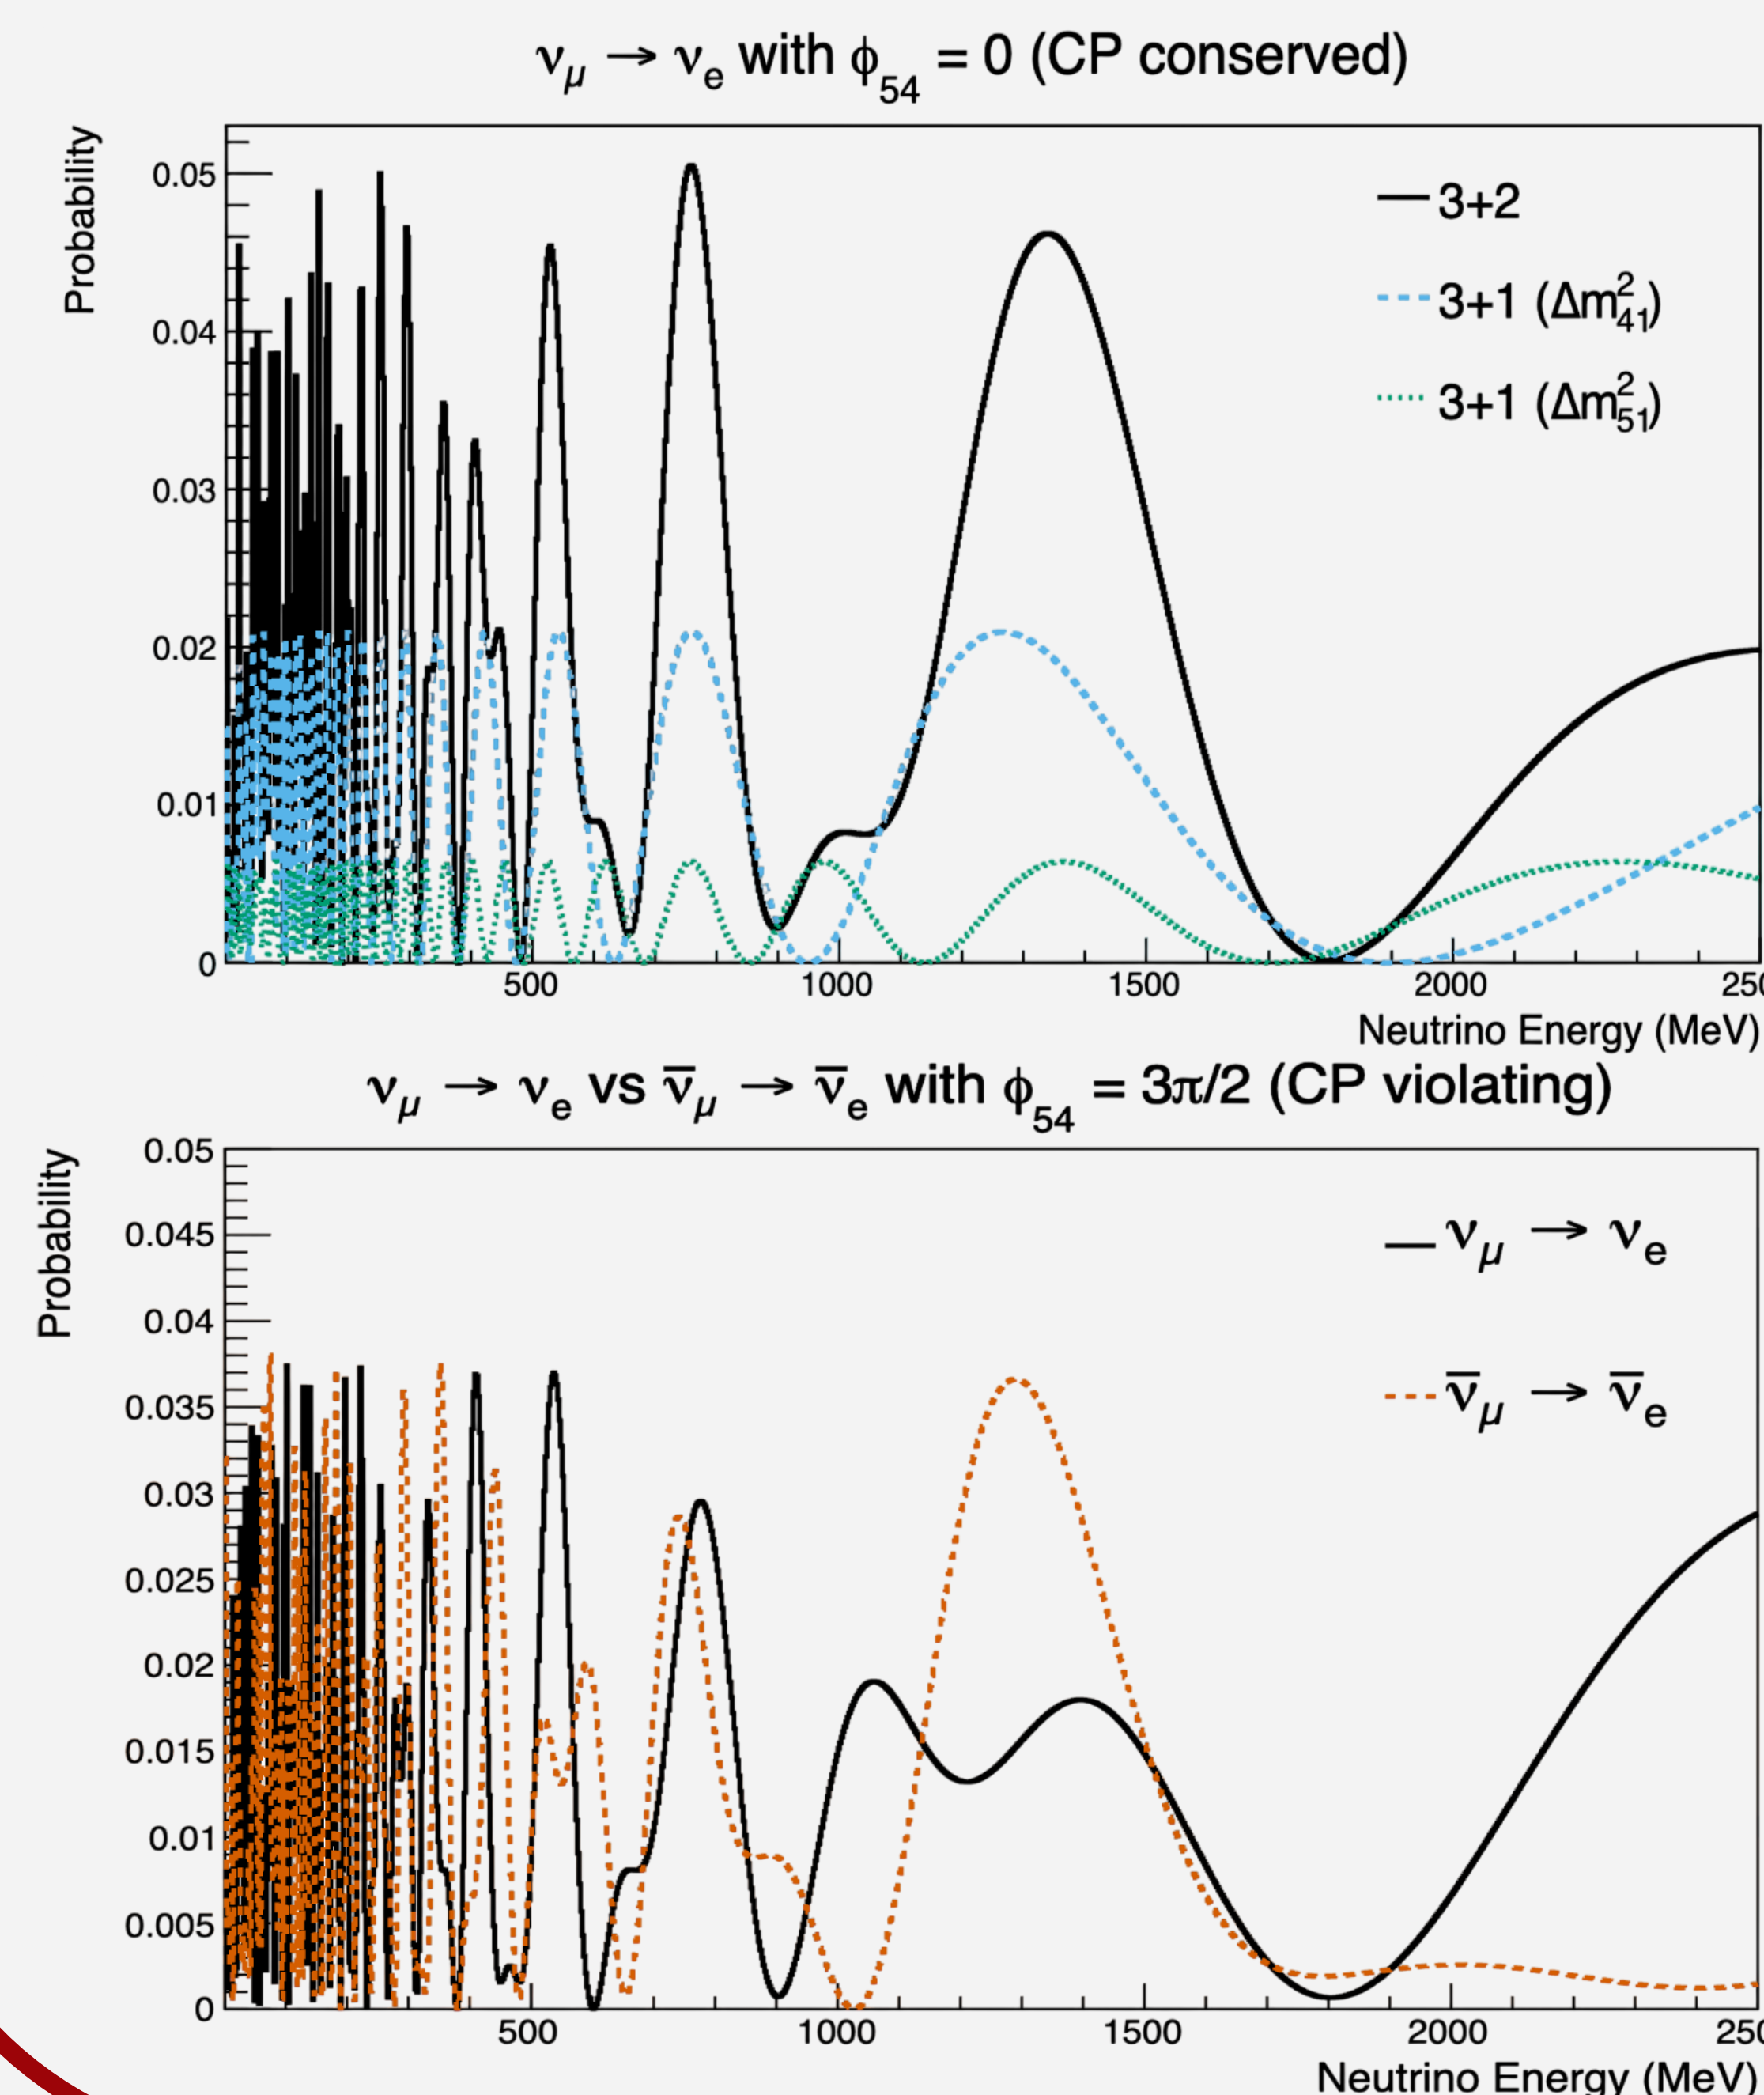 νμ → νe with ϕ54 = 0 (CP conserved)
Probability
0.05
0.04
0.03
0.02
0.01
0
3+2
3+1 (Δm²41)
3+1 (Δm²51)
500 1000 1500 2000 250
Neutrino Energy (MeV)
νμ → νe vs ν̅μ → ν̅e with ϕ54 = 3π/2 (CP violating)
Probability
0.05
0.045
0.04
0.035
0.03
0.025
0.02
0.015
0.01
0.005
0
νμ → νe
ν̅μ → ν̅e
500 1000 1500 2000 250
Neutrino Energy (MeV)